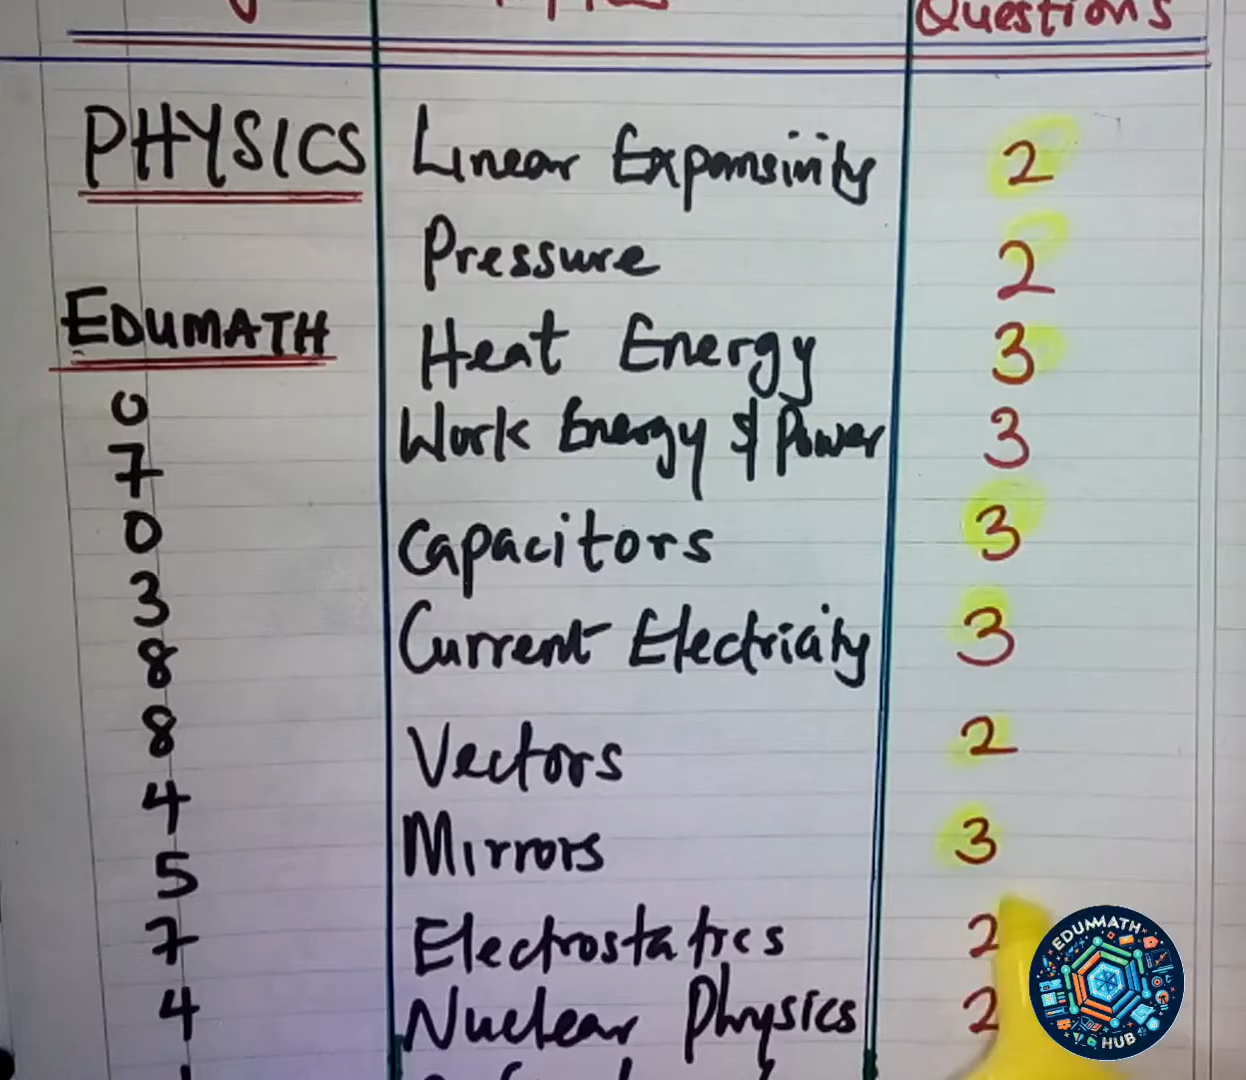 Questions
PHYSICS Linear Expansivity 2
Pressure 2
EDUMATH
Heat Energy 3
0
Work Energy & Power 3
7
0 Capacitors 3
3
Current Electricity 3
8
8 Vectors 2
4
Mirrors 3
5
7 Electrostatics 2
4 Nuclear Physics 2
EDUMATH
HUB